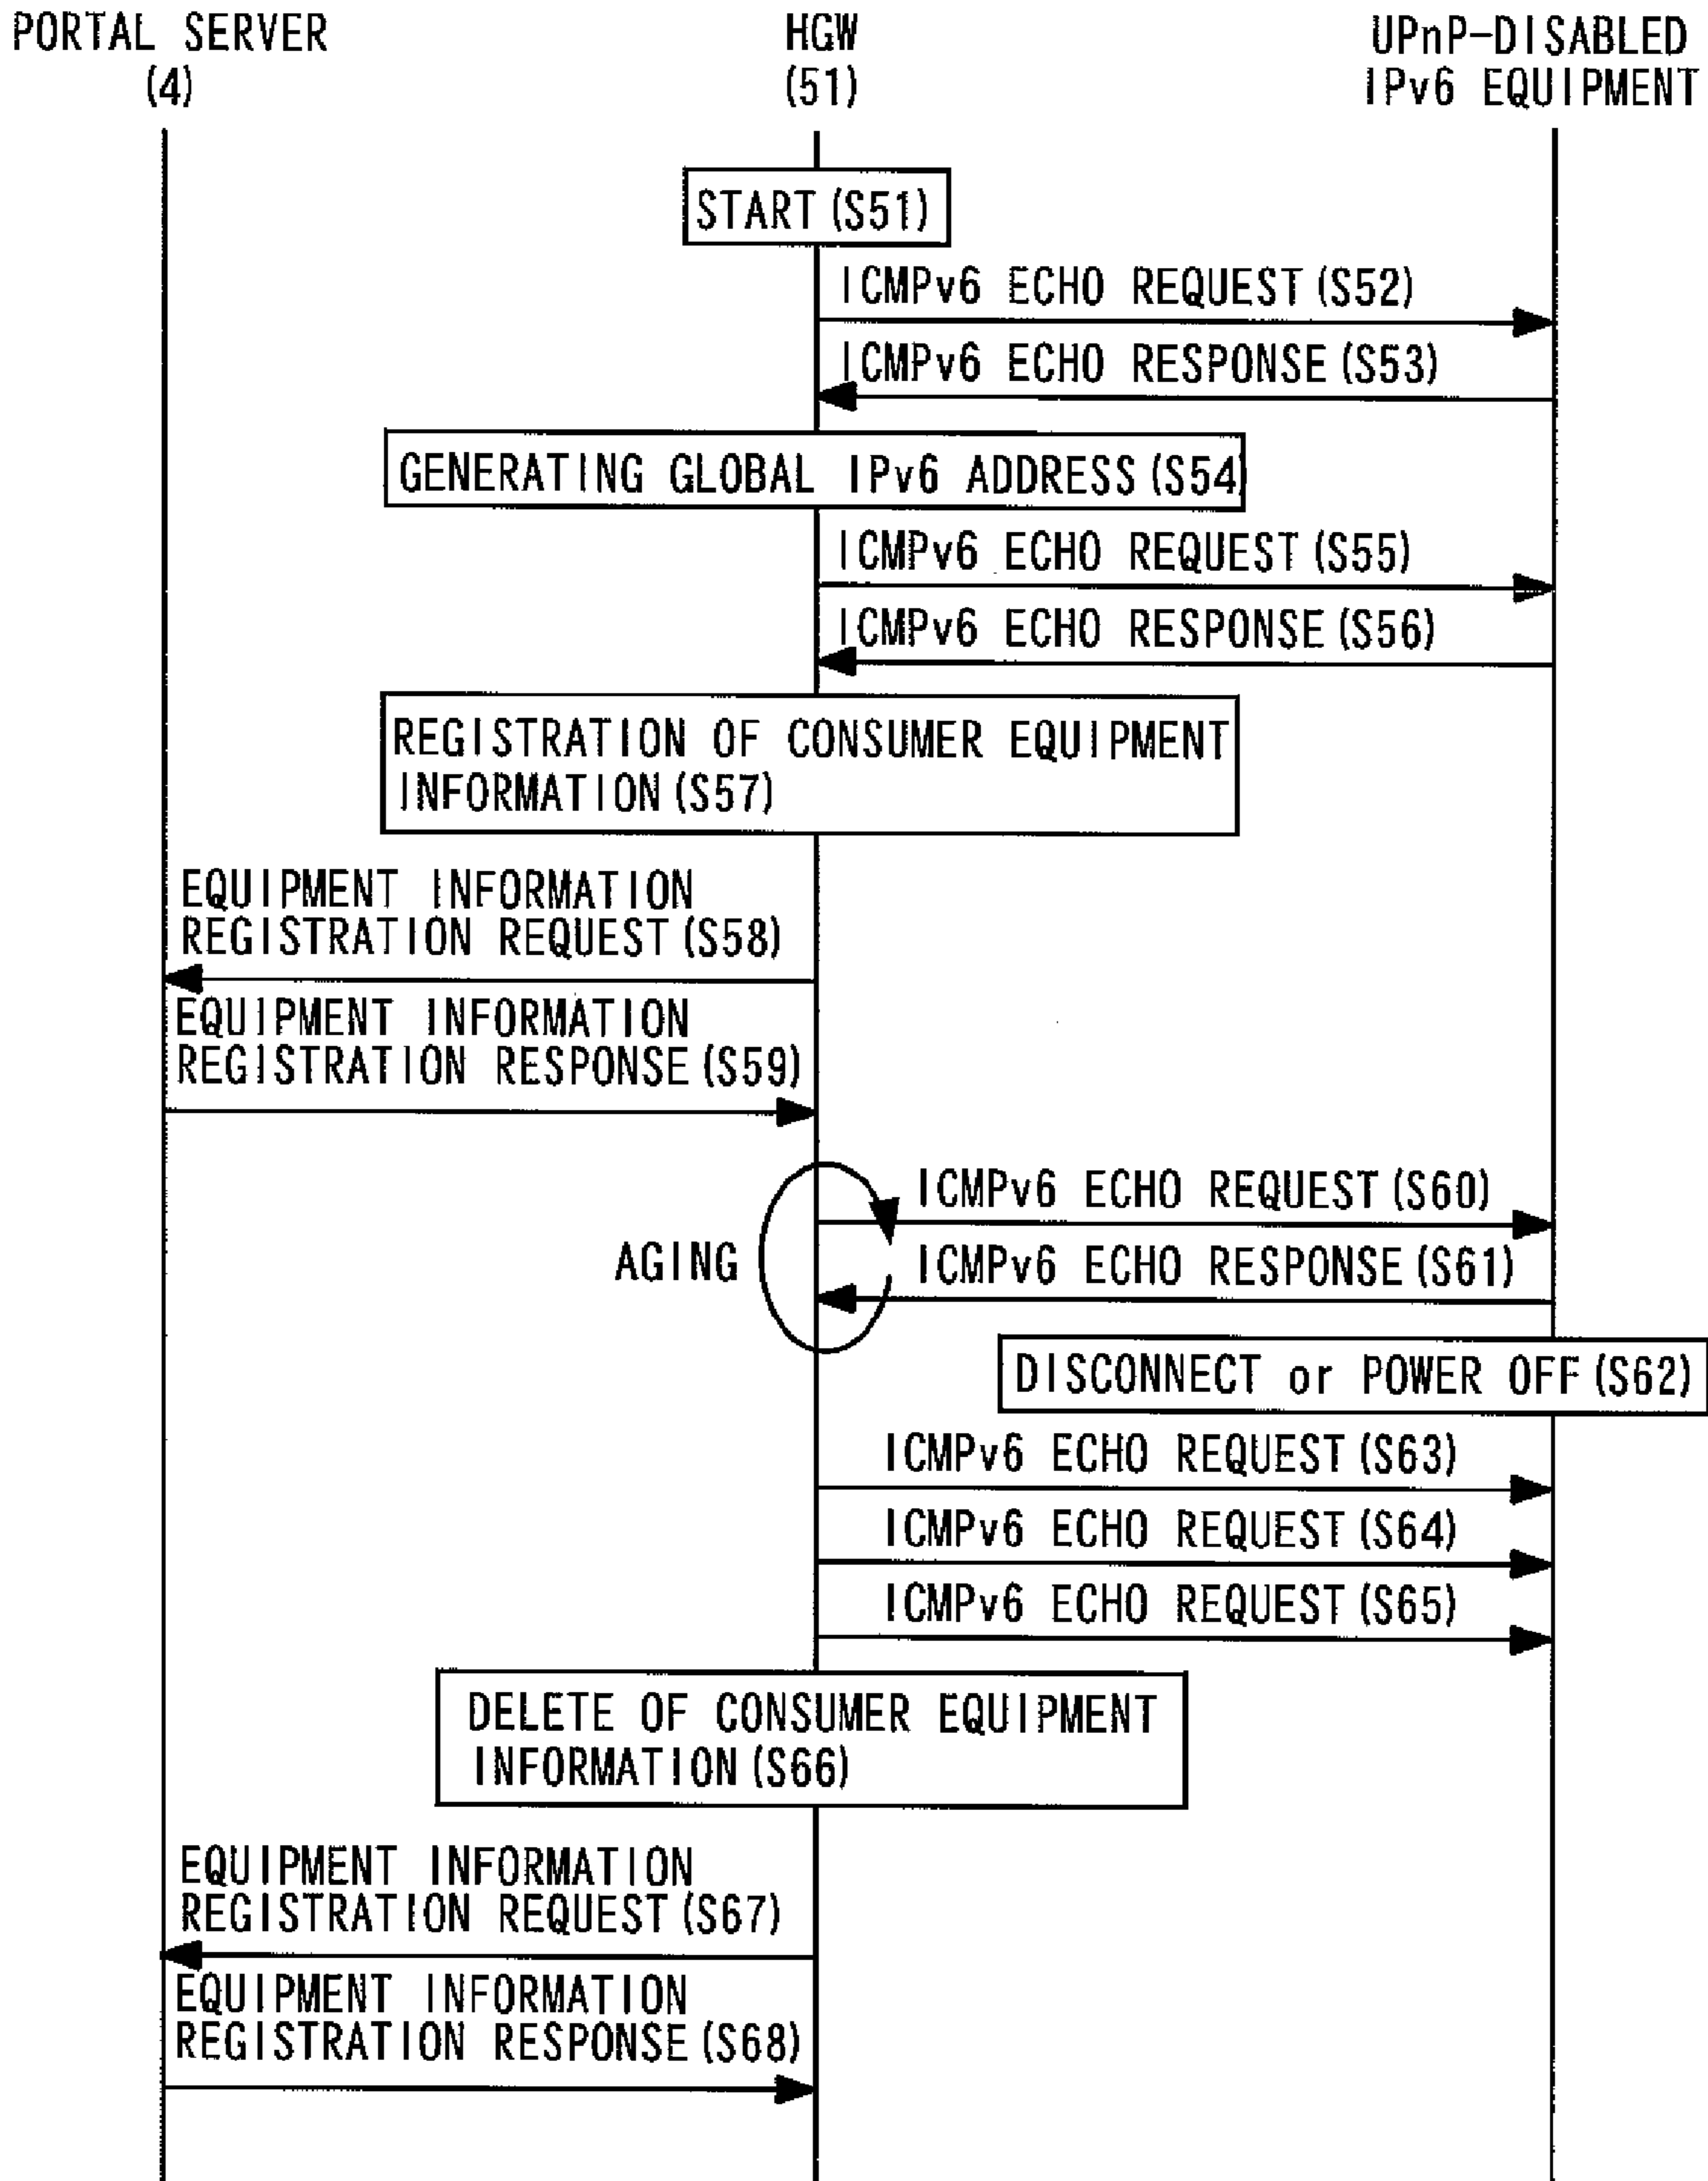 PORTAL SERVER
(4)
HGW
(51)
UPnP-DISABLED
IPv6 EQUIPMENT
START (S51)
ICMPv6 ECHO REQUEST (S52)
ICMPv6 ECHO RESPONSE (S53)
GENERATING GLOBAL IPv6 ADDRESS (S54)
ICMPv6 ECHO REQUEST (S55)
ICMPv6 ECHO RESPONSE (S56)
REGISTRATION OF CONSUMER EQUIPMENT
INFORMATION (S57)
EQUIPMENT INFORMATION
REGISTRATION REQUEST (S58)
EQUIPMENT INFORMATION
REGISTRATION RESPONSE (S59)
ICMPv6 ECHO REQUEST (S60)
AGING
ICMPv6 ECHO RESPONSE (S61)
DISCONNECT or POWER OFF (S62)
ICMPv6 ECHO REQUEST (S63)
ICMPv6 ECHO REQUEST (S64)
ICMPv6 ECHO REQUEST (S65)
DELETE OF CONSUMER EQUIPMENT
INFORMATION (S66)
EQUIPMENT INFORMATION
REGISTRATION REQUEST (S67)
EQUIPMENT INFORMATION
REGISTRATION RESPONSE (S68)